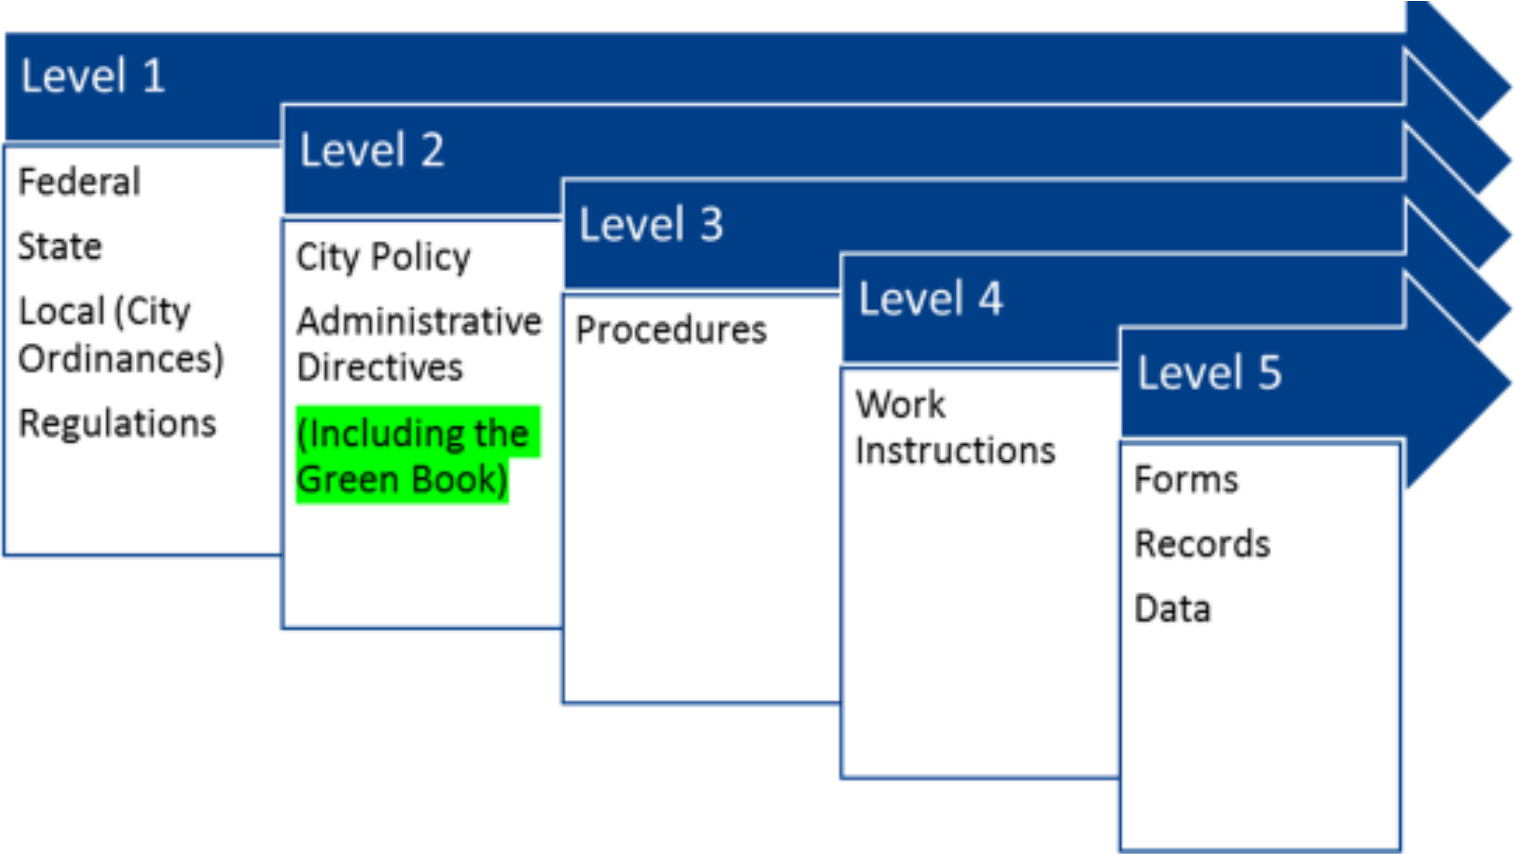 Level 1
Federal
State
Local (City
Ordinances)
Regulations
Level 2
City Policy
Administrative
Directives
(Including the
Green Book)
Level 3
Procedures
Level 4
Work
Instructions
Level 5
Forms
Records
Data